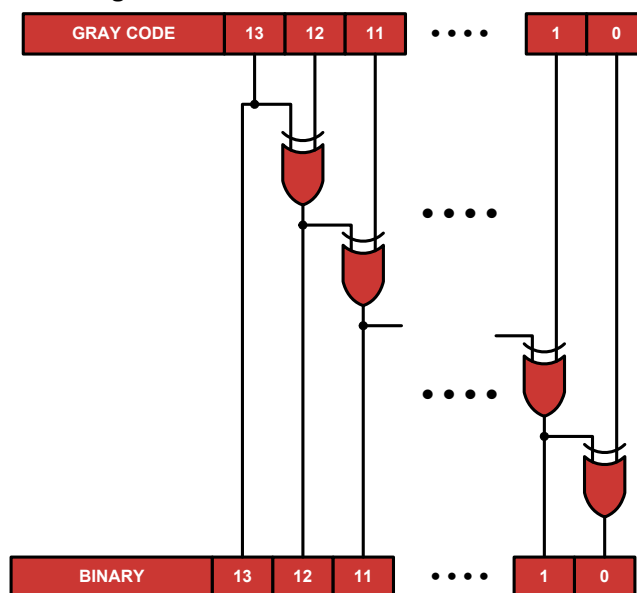 GRAY CODE 13 12 11 •••• 1 0
BINARY 13 12 11 •••• 1 0